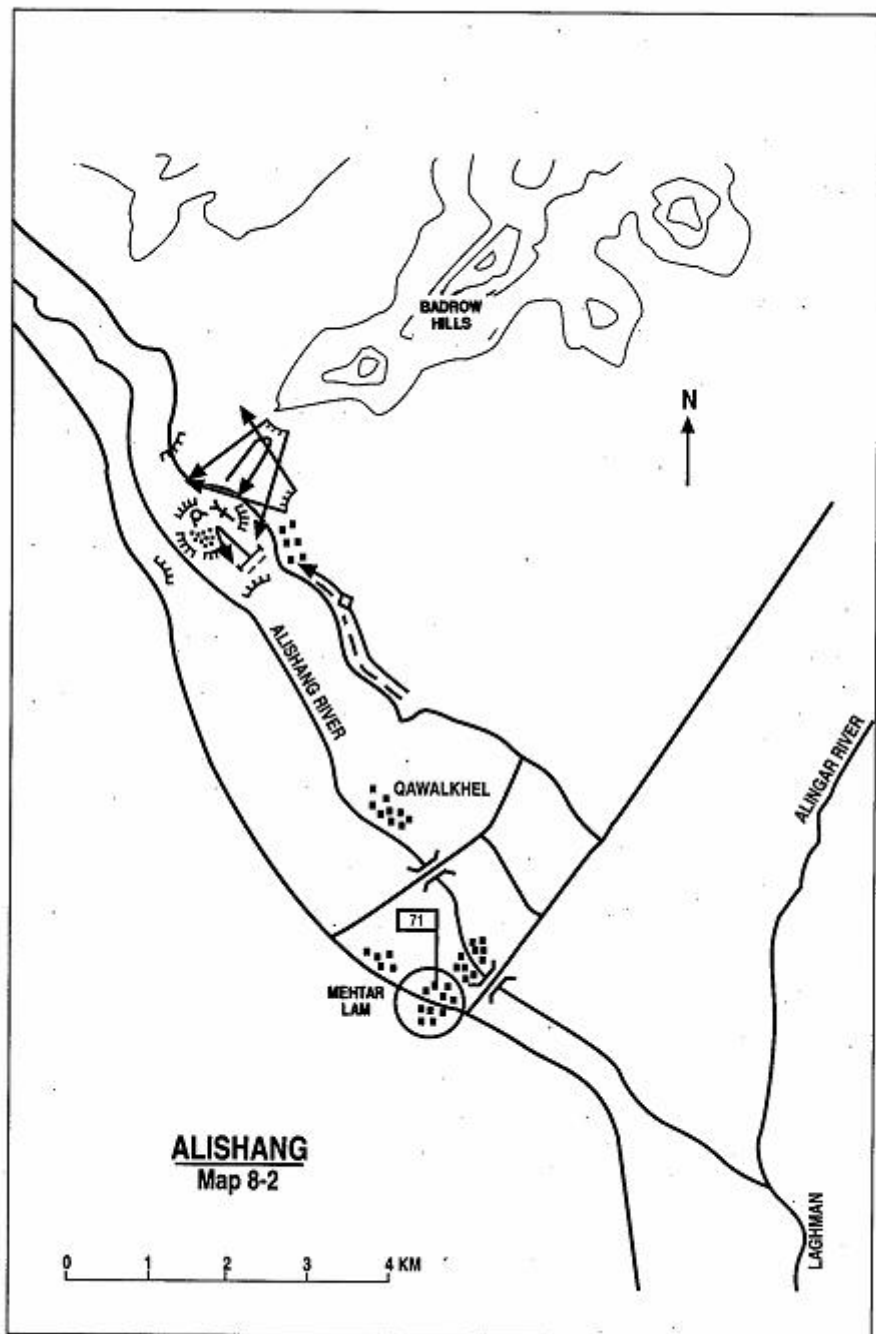 BADROW
HILLS
N
ALISHANG RIVER
ALINGAR RIVER
QAWALKHEL
71
MEHTAR
LAM
ALISHANG
Map 8-2
LAGHMAN
0 1 2 3 4 KM